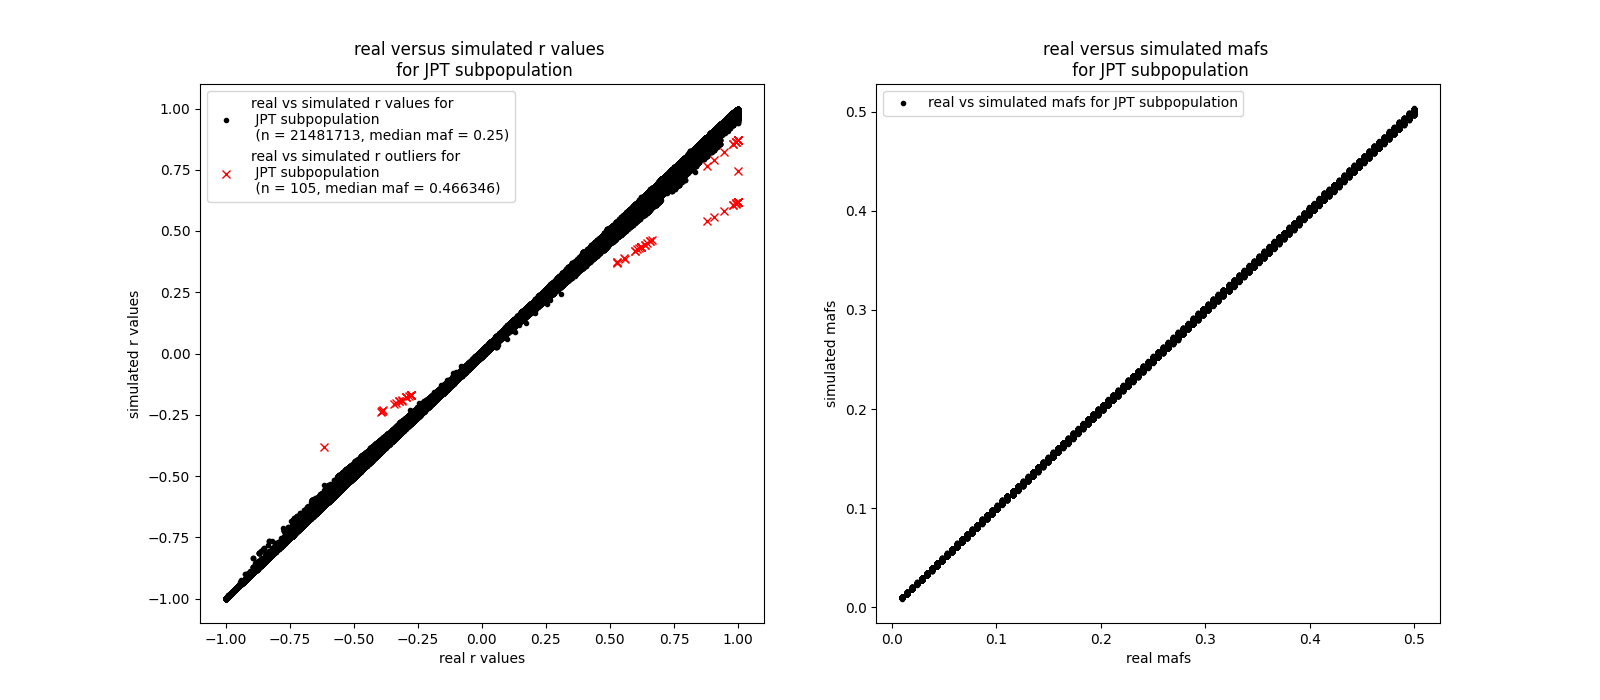 real versus simulated r values
for JPT subpopulation
real vs simulated r values for
JPT subpopulation
(n = 21481713, median maf = 0.25)
real vs simulated r outliers for
JPT subpopulation
(n = 105, median maf = 0.466346)
simulated r values
1.00
0.75
0.50
0.25
0.00
−0.25
−0.50
−0.75
−1.00
−1.00 −0.75 −0.50 −0.25 0.00 0.25 0.50 0.75 1.00
real r values
real versus simulated mafs
for JPT subpopulation
real vs simulated mafs for JPT subpopulation
simulated mafs
0.5
0.4
0.3
0.2
0.1
0.0
0.0 0.1 0.2 0.3 0.4 0.5
real mafs